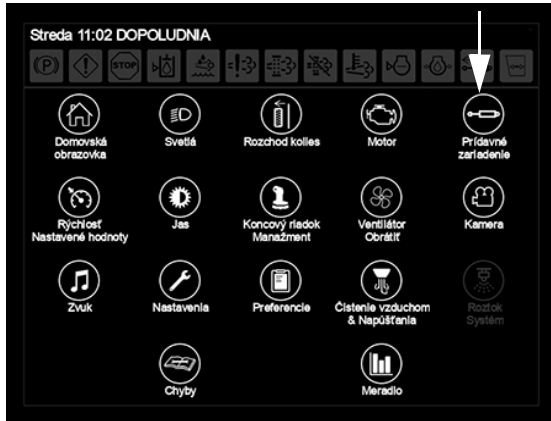 Streda 11:02 DOPOLUDNIA
(P) STOP
Domovská
obrazovka
Svetlá
Rozchod kolies
Motor
Prídavné
zariadenie
Rýchlosť
Nastavené hodnoty
Jas
Koncový riadok
Manažment
Ventilátor
Obrátiť
Kamera
Zvuk
Nastavenia
Preferencie
Čistenie vzduchom
& Napúšťania
Roztok
Systém
Chyby
Meradlo